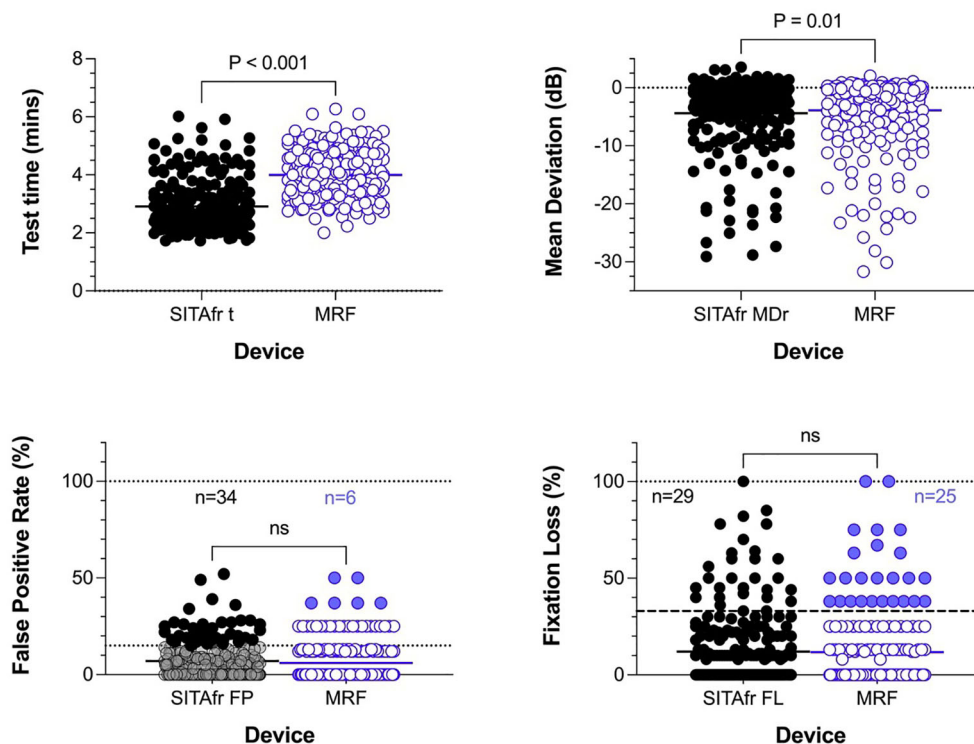 P < 0.001
Test time (mins)
8
6
4
2
0
SITAfr t
MRF
Device
P = 0.01
Mean Deviation (dB)
0
-10
-20
-30
SITAfr MDr
MRF
Device
False Positive Rate (%)
100
50
0
n=34
n=6
ns
SITAfr FP
MRF
Device
ns
Fixation Loss (%)
100
50
0
n=29
n=25
SITAfr FL
MRF
Device